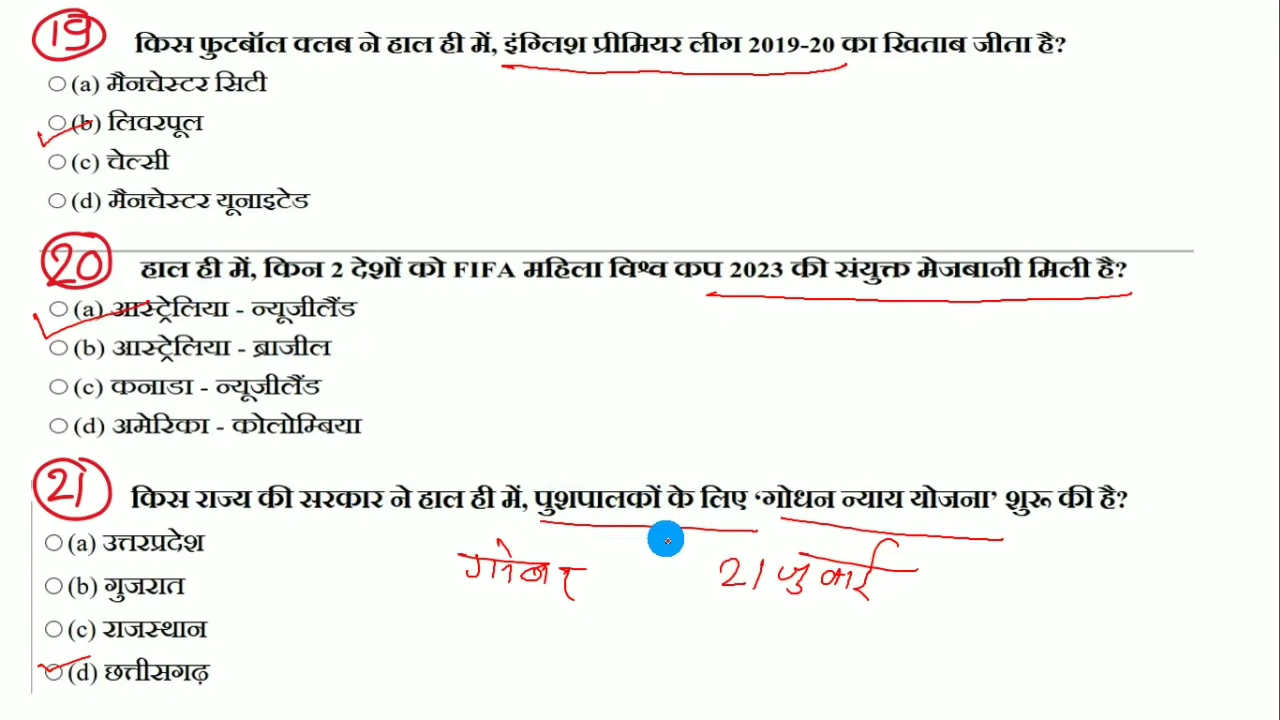 19 किस फुटबॉल क्लब ने हाल ही में, इंग्लिश प्रीमियर लीग 2019-20 का खिताब जीता है?
(a) मैनचेस्टर सिटी
(b) लिवरपूल
(c) चेल्सी
(d) मैनचेस्टर यूनाइटेड
20 हाल ही में, किन 2 देशों को FIFA महिला विश्व कप 2023 की संयुक्त मेजबानी मिली है?
(a) आस्ट्रेलिया - न्यूजीलैंड
(b) आस्ट्रेलिया - ब्राजील
(c) कनाडा - न्यूजीलैंड
(d) अमेरिका - कोलोम्बिया
21 किस राज्य की सरकार ने हाल ही में, पुशपालकों के लिए ‘गोधन न्याय योजना’ शुरू की है?
(a) उत्तरप्रदेश
गोबर 21 जुलाई
(b) गुजरात
(c) राजस्थान
(d) छत्तीसगढ़